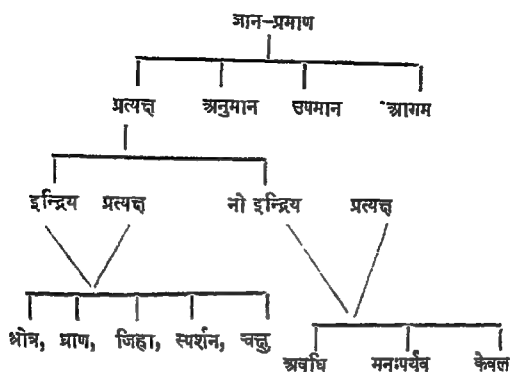 ज्ञान-प्रमाण
प्रत्यक्ष अनुमान उपमान आगम
इन्द्रिय प्रत्यक्ष नो इन्द्रिय प्रत्यक्ष
श्रोत्र, घ्राण, जिह्वा, स्पर्शन, चक्षु
अवधि मनःपर्यव केवल